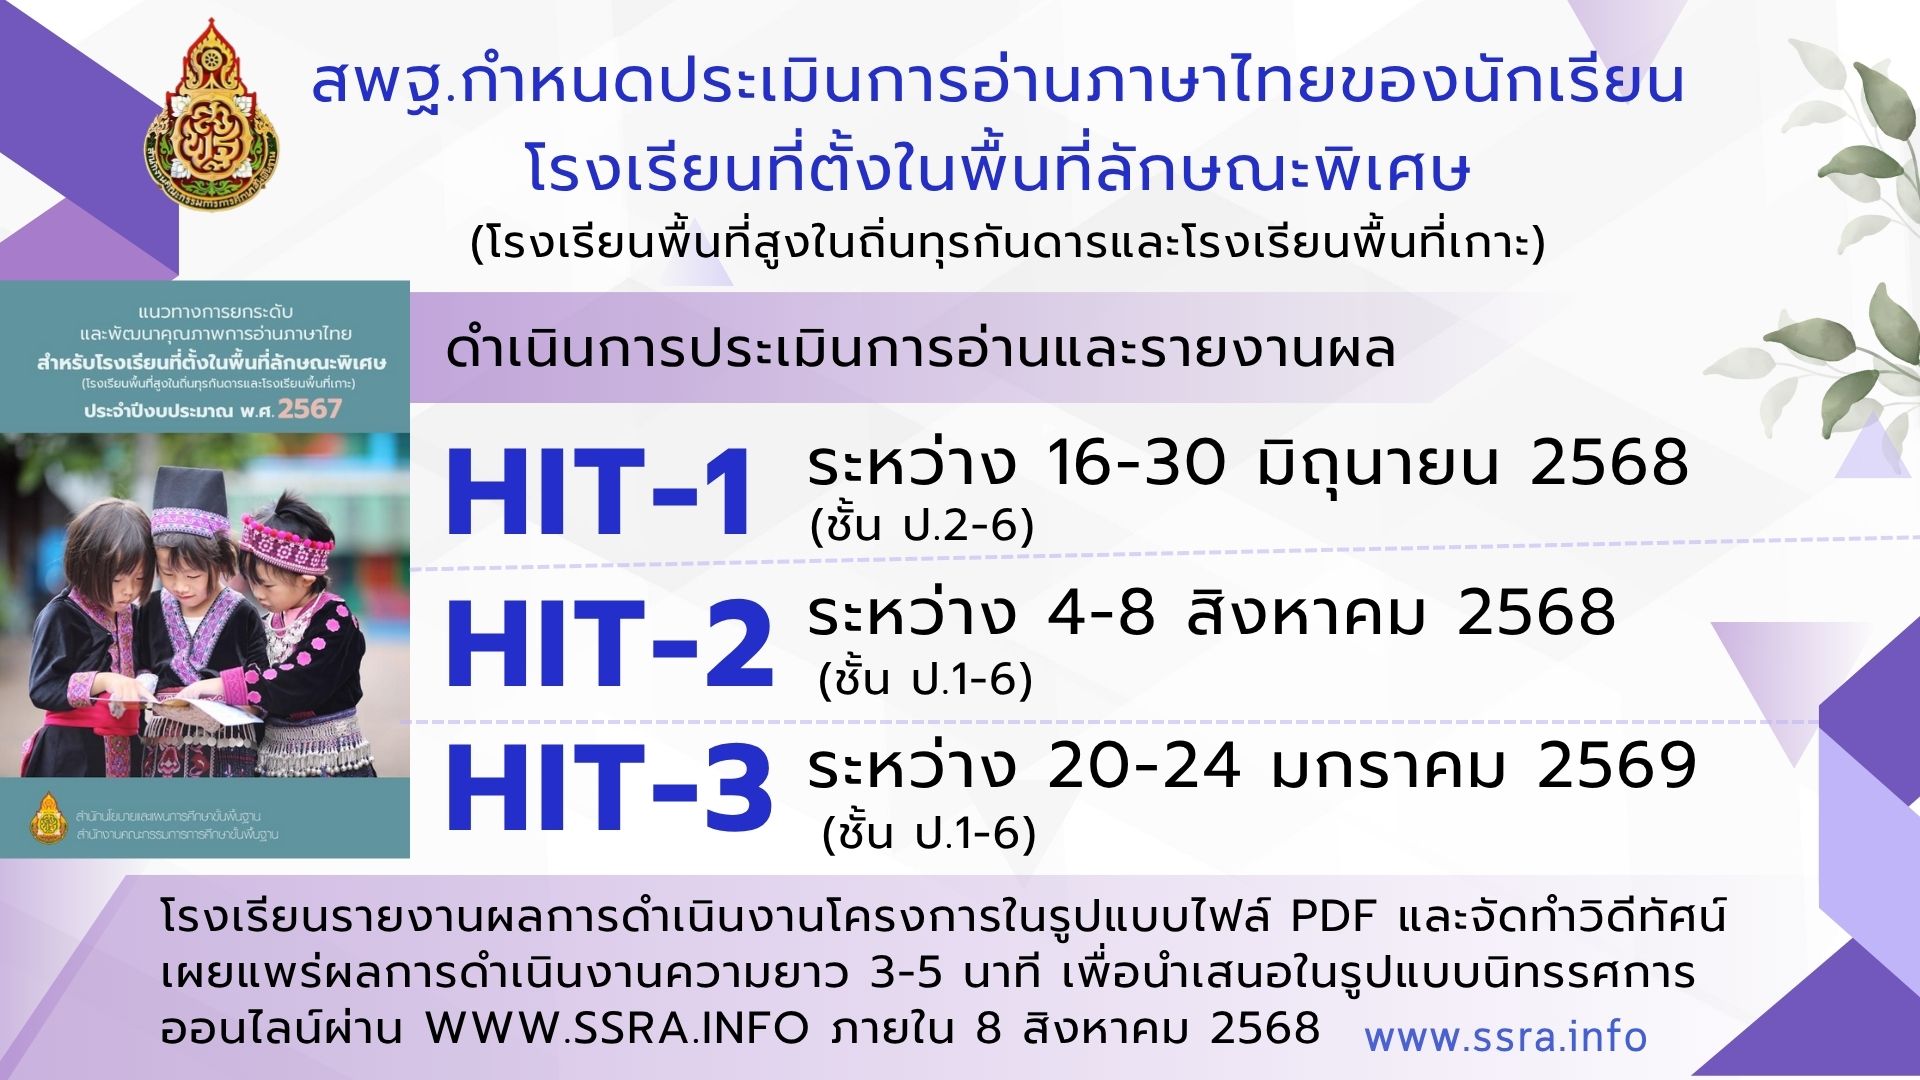 สพฐ.กำหนดประเมินการอ่านภาษาไทยของนักเรียน
โรงเรียนที่ตั้งในพื้นที่ลักษณะพิเศษ
(โรงเรียนพื้นที่สูงในถิ่นทุรกันดารและโรงเรียนพื้นที่เกาะ)
แนวทางการยกระดับ
และพัฒนาคุณภาพการอ่านภาษาไทย
สำหรับโรงเรียนที่ตั้งในพื้นที่ลักษณะพิเศษ
(โรงเรียนพื้นที่สูงในถิ่นทุรกันดารและโรงเรียนพื้นที่เกาะ)
ประจำปีงบประมาณ พ.ศ. 2567
สำนักนโยบายและแผนการศึกษาขั้นพื้นฐาน
สำนักงานคณะกรรมการการศึกษาขั้นพื้นฐาน
ดำเนินการประเมินการอ่านและรายงานผล
HIT-1 ระหว่าง 16-30 มิถุนายน 2568
(ชั้น ป.2-6)
HIT-2 ระหว่าง 4-8 สิงหาคม 2568
(ชั้น ป.1-6)
HIT-3 ระหว่าง 20-24 มกราคม 2569
(ชั้น ป.1-6)
โรงเรียนรายงานผลการดำเนินงานโครงการในรูปแบบไฟล์ PDF และจัดทำวิดีทัศน์
เผยแพร่ผลการดำเนินงานความยาว 3-5 นาที เพื่อนำเสนอในรูปแบบนิทรรศการ
ออนไลน์ผ่าน WWW.SSRA.INFO ภายใน 8 สิงหาคม 2568 www.ssra.info